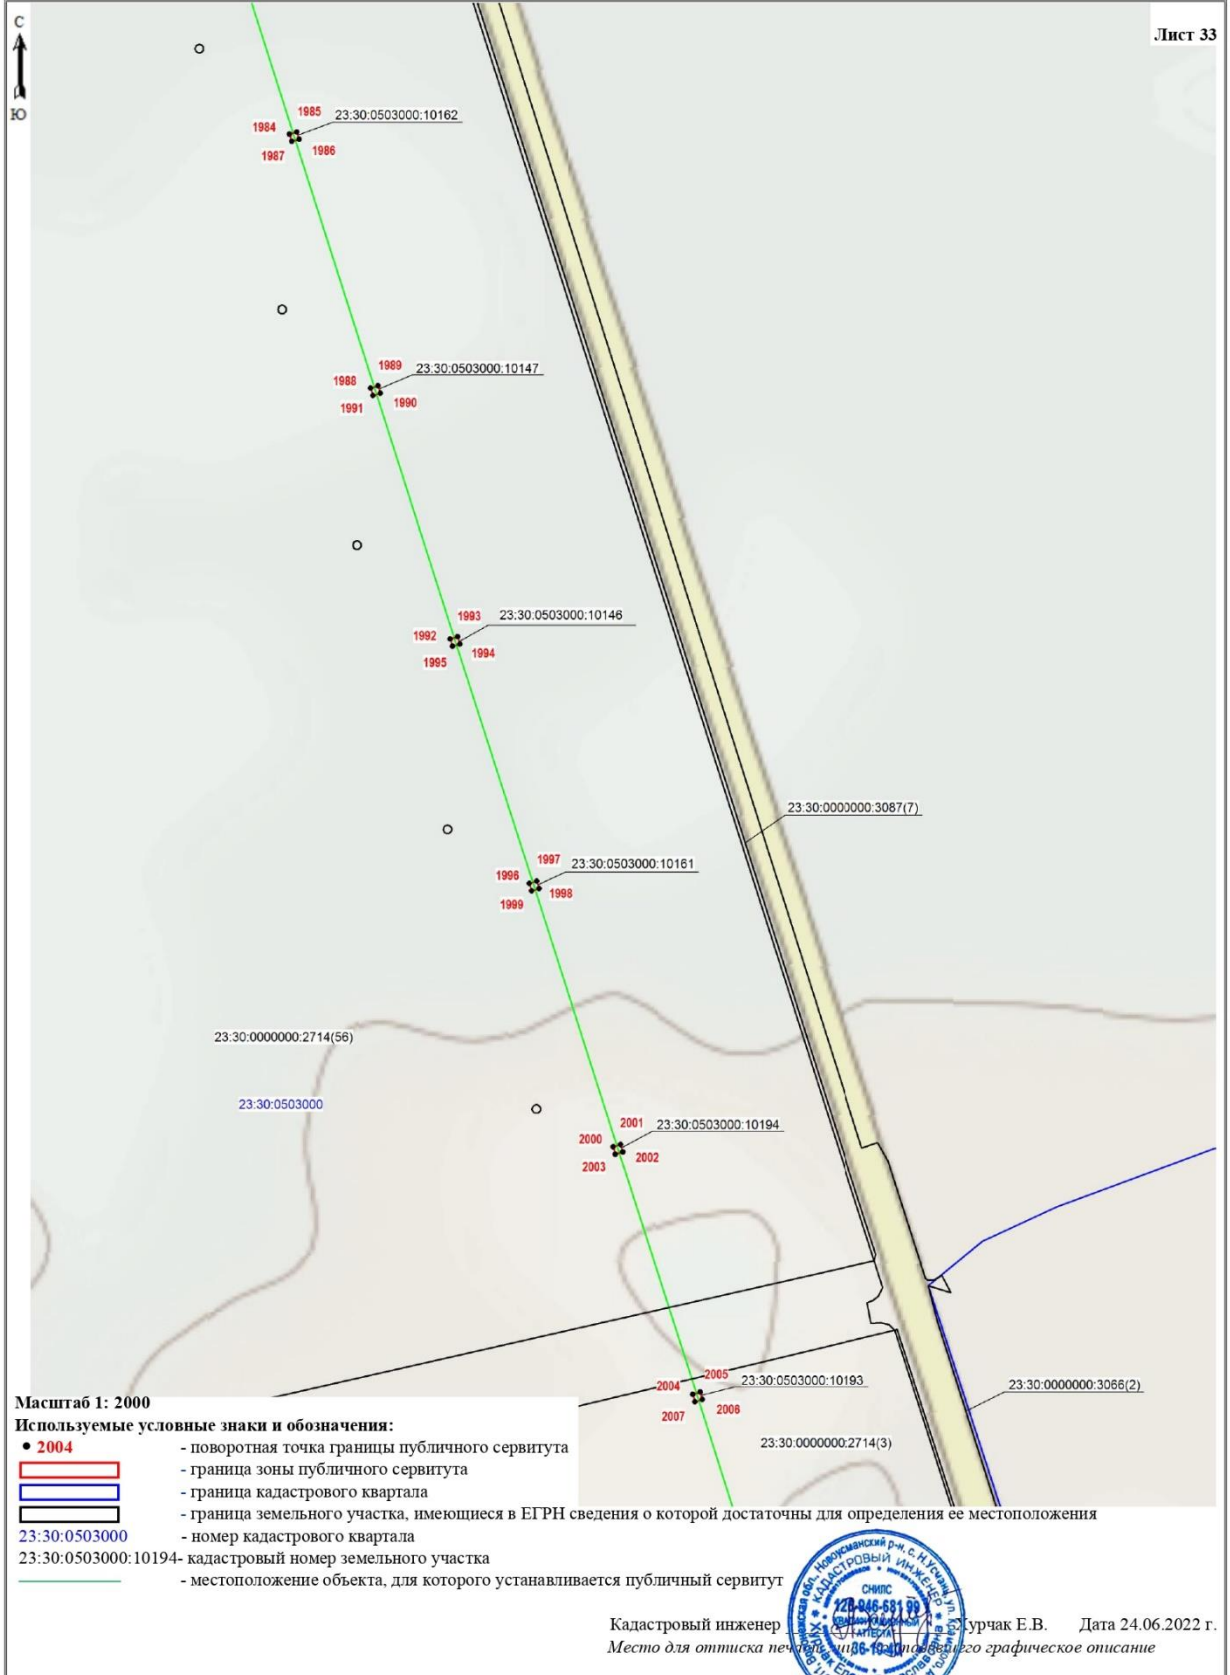 Лист 33
С
Ю
1985
23:30:0503000:10162
1984
1987
1986
1989
23:30:0503000:10147
1988
1991
1990
1993
23:30:0503000:10146
1992
1995
1994
23:30:0000000:3087(7)
1997
23:30:0503000:10161
1996
1998
1999
23:30:0000000:2714(56)
23:30:0503000
2001
23:30:0503000:10194
2000
2002
2003
2005
2004
23:30:0503000:10193
2006
2007
23:30:0000000:3066(2)
23:30:0000000:2714(3)
Масштаб 1: 2000
Используемые условные знаки и обозначения:
2004 - поворотная точка границы публичного сервитута
- граница зоны публичного сервитута
- граница кадастрового квартала
- граница земельного участка, имеющиеся в ЕГРН сведения о которой достаточны для определения ее местоположения
23:30:0503000 - номер кадастрового квартала
23:30:0503000:10194- кадастровый номер земельного участка
- местоположение объекта, для которого устанавливается публичный сервитут
Кадастровый инженер Хурчак Е.В. Дата 24.06.2022 г.
Место для оттиска графическое описание
КАДАСТРОВЫЙ ИНЖЕНЕР
СНИЛС
126-946-681 99